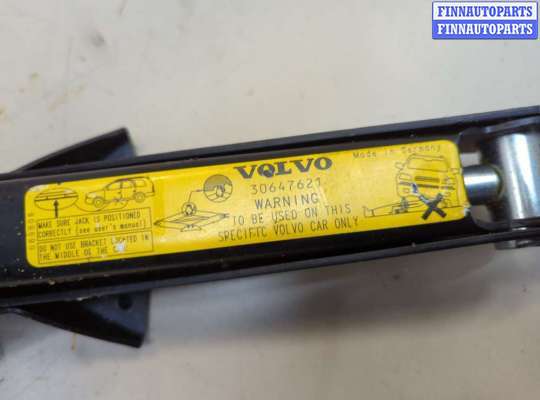 FINNAUTOPARTS
FINNAUTOPARTS
VOLVO
30647621
WARNING
TO BE USED ON THIS
SPECIFIC VOLVO CAR ONLY
Made in Germany
MAKE SURE JACK IS POSITIONED
CORRECTLY (see user's manual)
DO NOT USE BRACKET LOCATED IN
THE MIDDLE OF THE